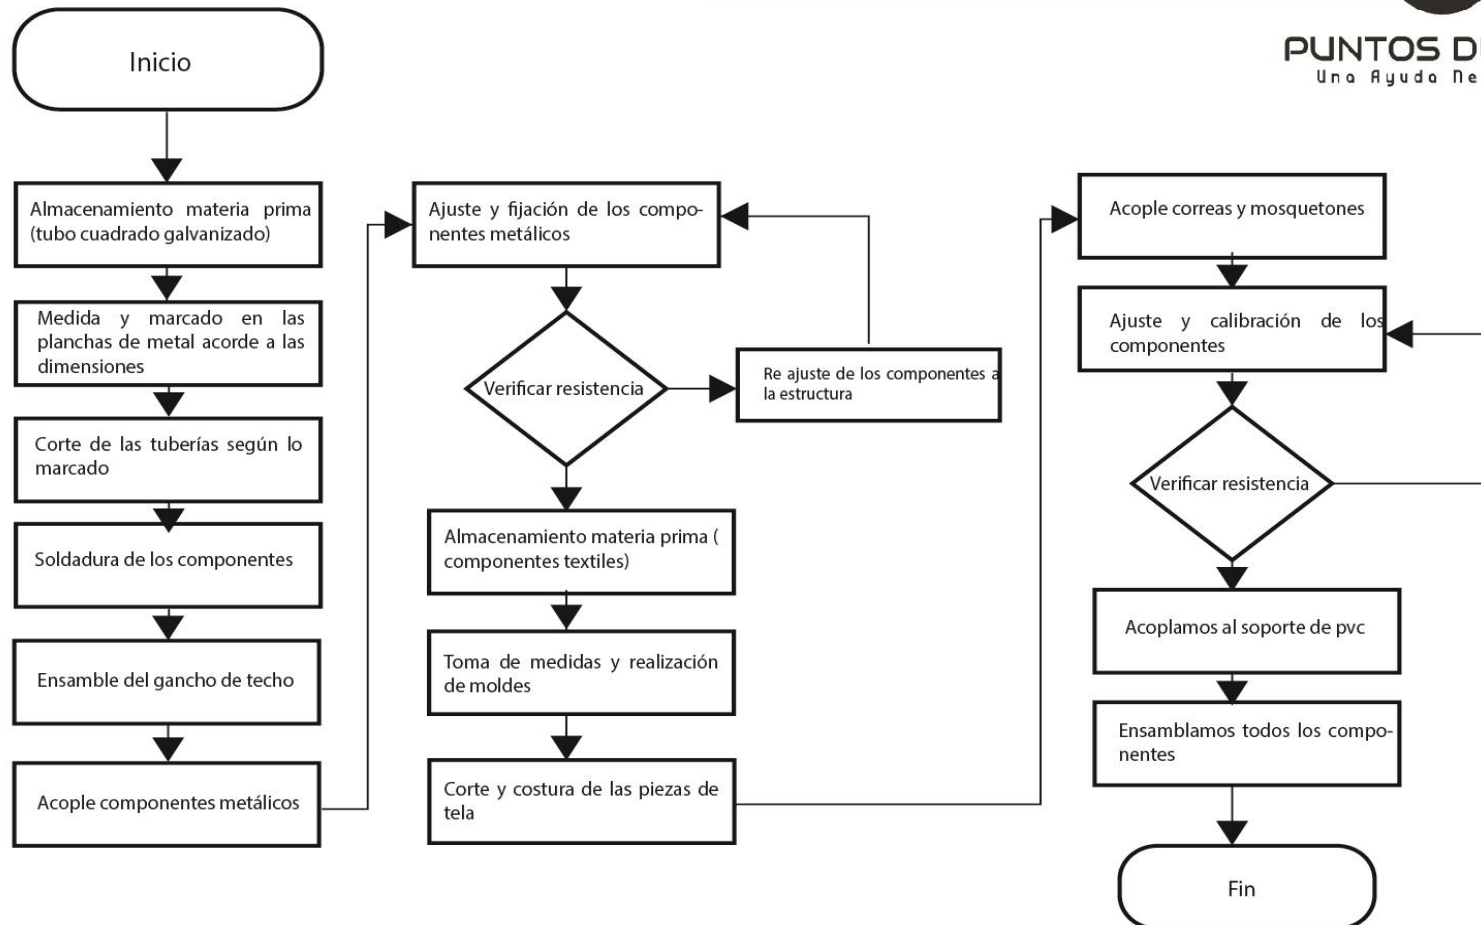 Inicio
Almacenamiento materia prima
(tubo cuadrado galvanizado)
Medida y marcado en las
planchas de metal acorde a las
dimensiones
Corte de las tuberías según lo
marcado
Soldadura de los componentes
Ensamble del gancho de techo
Acople componentes metálicos
Ajuste y fijación de los compo-
nentes metálicos
Verificar resistencia
Re ajuste de los componentes a
la estructura
Almacenamiento materia prima (
componentes textiles)
Toma de medidas y realización
de moldes
Corte y costura de las piezas de
tela
PUNTOS
Una Ayuda
Acople correas y mosquetones
Ajuste y calibración de los
componentes
Verificar resistencia
Acoplamos al soporte de pvc
Ensamblamos todos los compo-
nentes
Fin